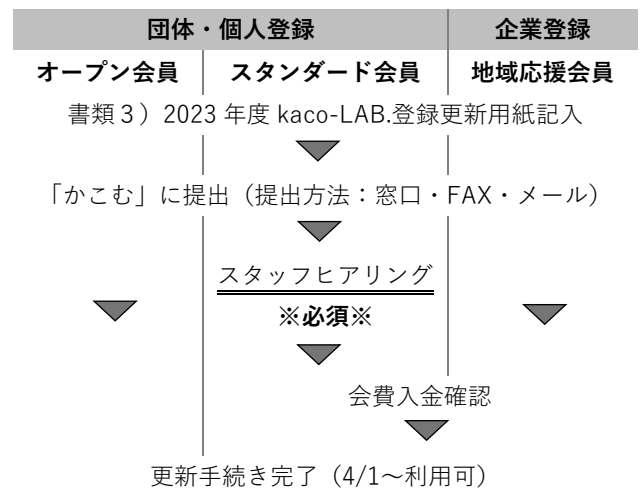 団体・個人登録 企業登録
オープン会員 スタンダード会員 地域応援会員
書類3）2023年度 kaco-LAB.登録更新用紙記入
「かこむ」に提出（提出方法：窓口・FAX・メール）
スタッフヒアリング
※必須※
会費入金確認
更新手続き完了（4/1～利用可）